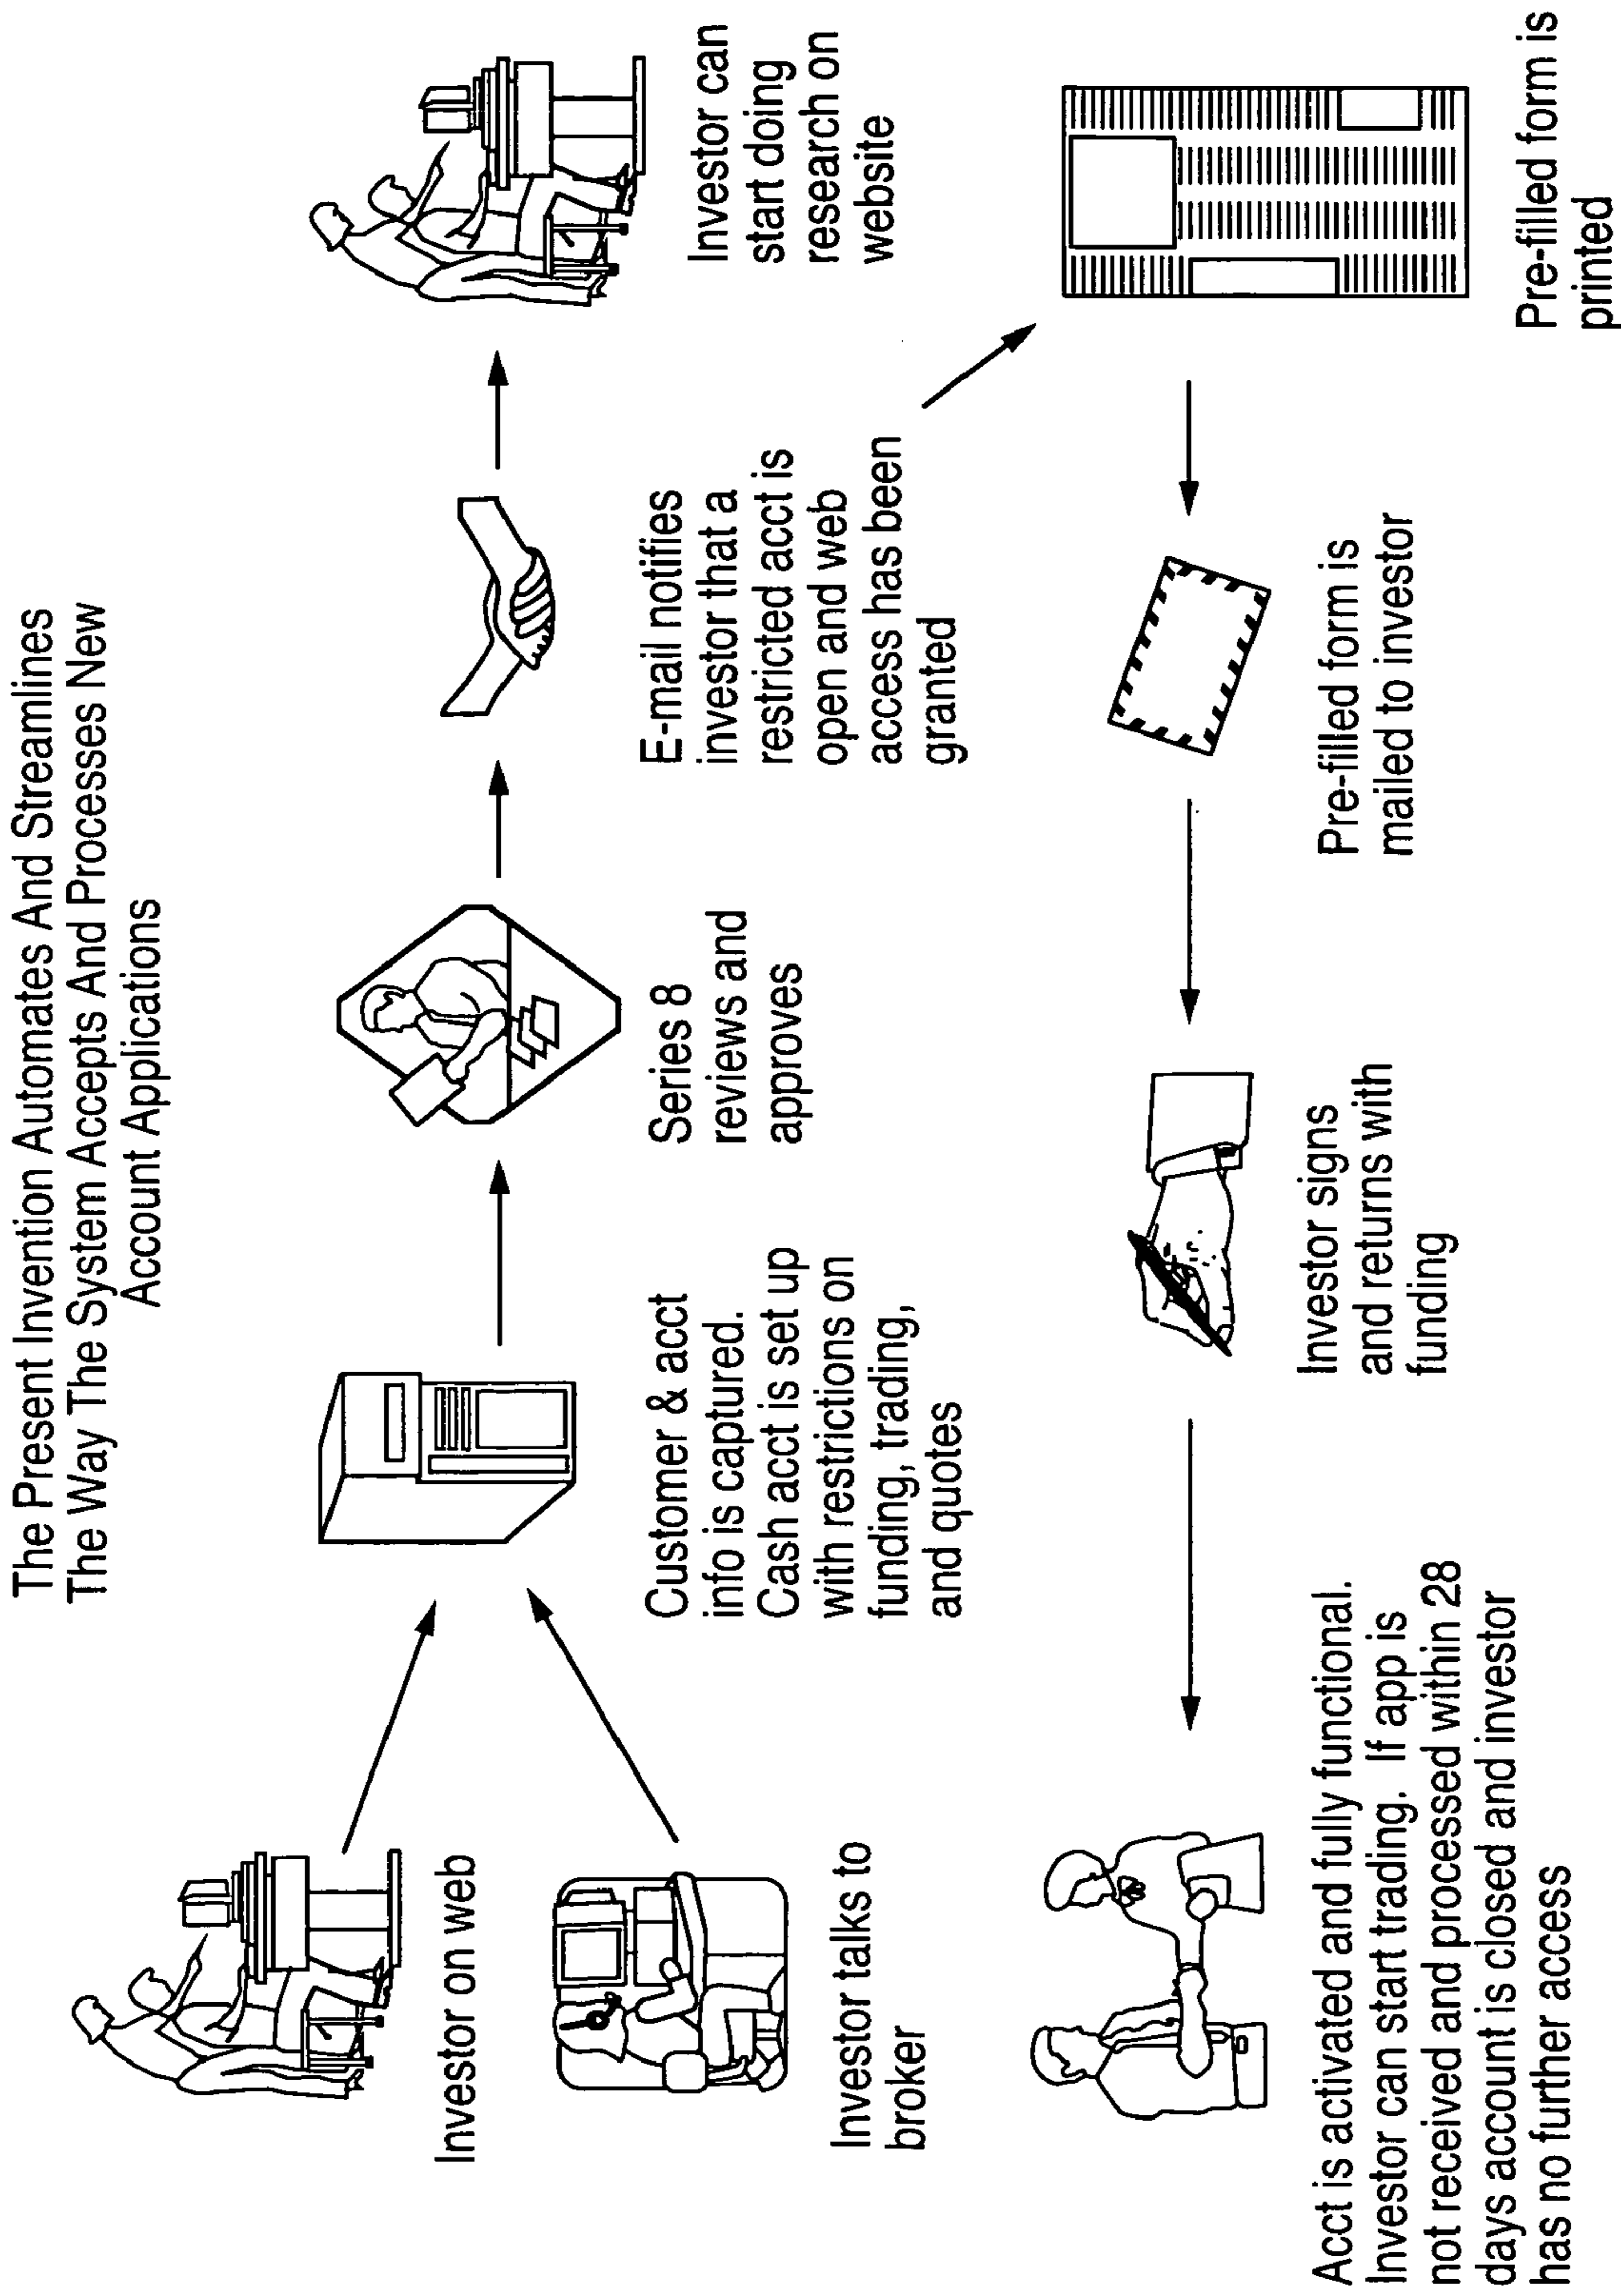 The Present Invention Automates And Streamlines
The Way The System Accepts And Processes New
Account Applications
Investor on web
Investor talks to
broker
Customer & acct
info is captured.
Cash acct is set up
with restrictions on
funding, trading,
and quotes
Series 8
reviews and
approves
E-mail notifies
investor that a
restricted acct is
open and web
access has been
granted
Investor can
start doing
research on
website
Pre-filled form is
printed
Pre-filled form is
mailed to investor
Investor signs
and returns with
funding
Acct is activated and fully functional.
Investor can start trading. If app is
not received and processed within 28
days account is closed and investor
has no further access